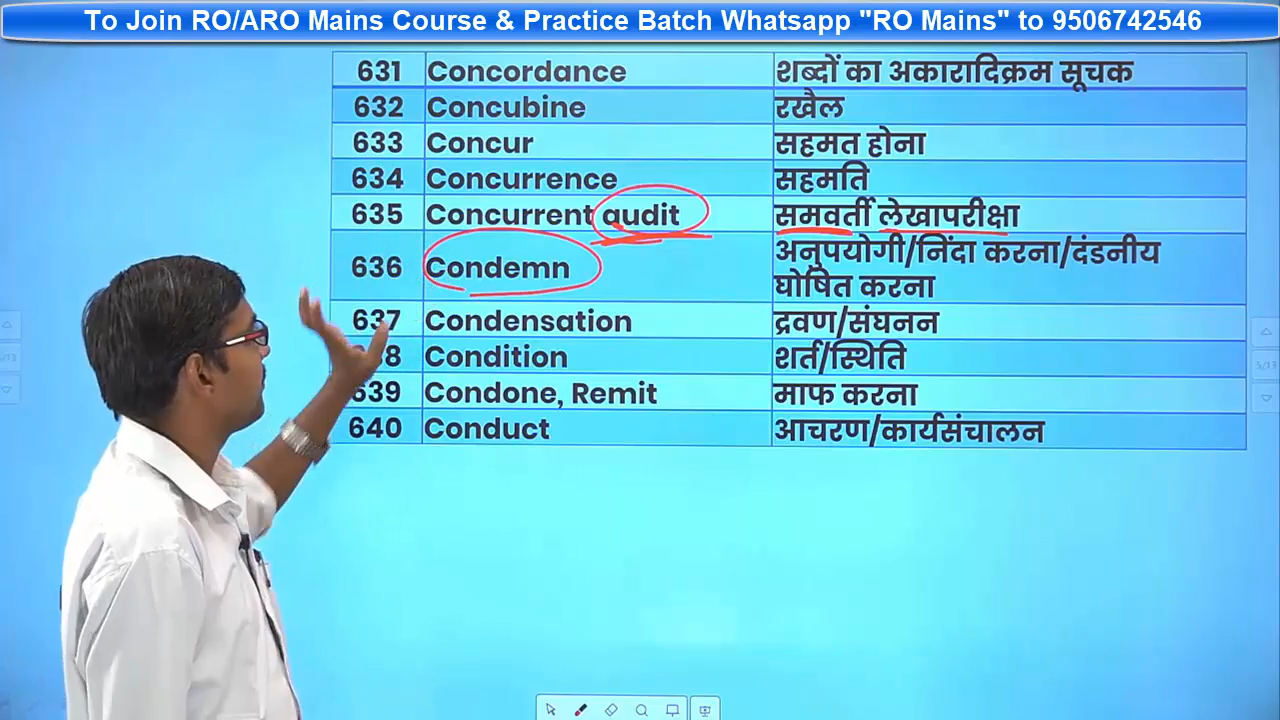 To Join RO/ARO Mains Course & Practice Batch Whatsapp "RO Mains" to 9506742546
631 Concordance शब्दों का अकारादिक्रम सूचक
632 Concubine रखैल
633 Concur सहमत होना
634 Concurrence सहमति
635 Concurrent audit समवर्ती लेखापरीक्षा
636 Condemn अनुपयोगी/निंदा करना/दंडनीय
घोषित करना
637 Condensation द्रवण/संघनन
Condition शर्त/स्थिति
639 Condone, Remit माफ करना
640 Conduct आचरण/कार्यसंचालन
5/13